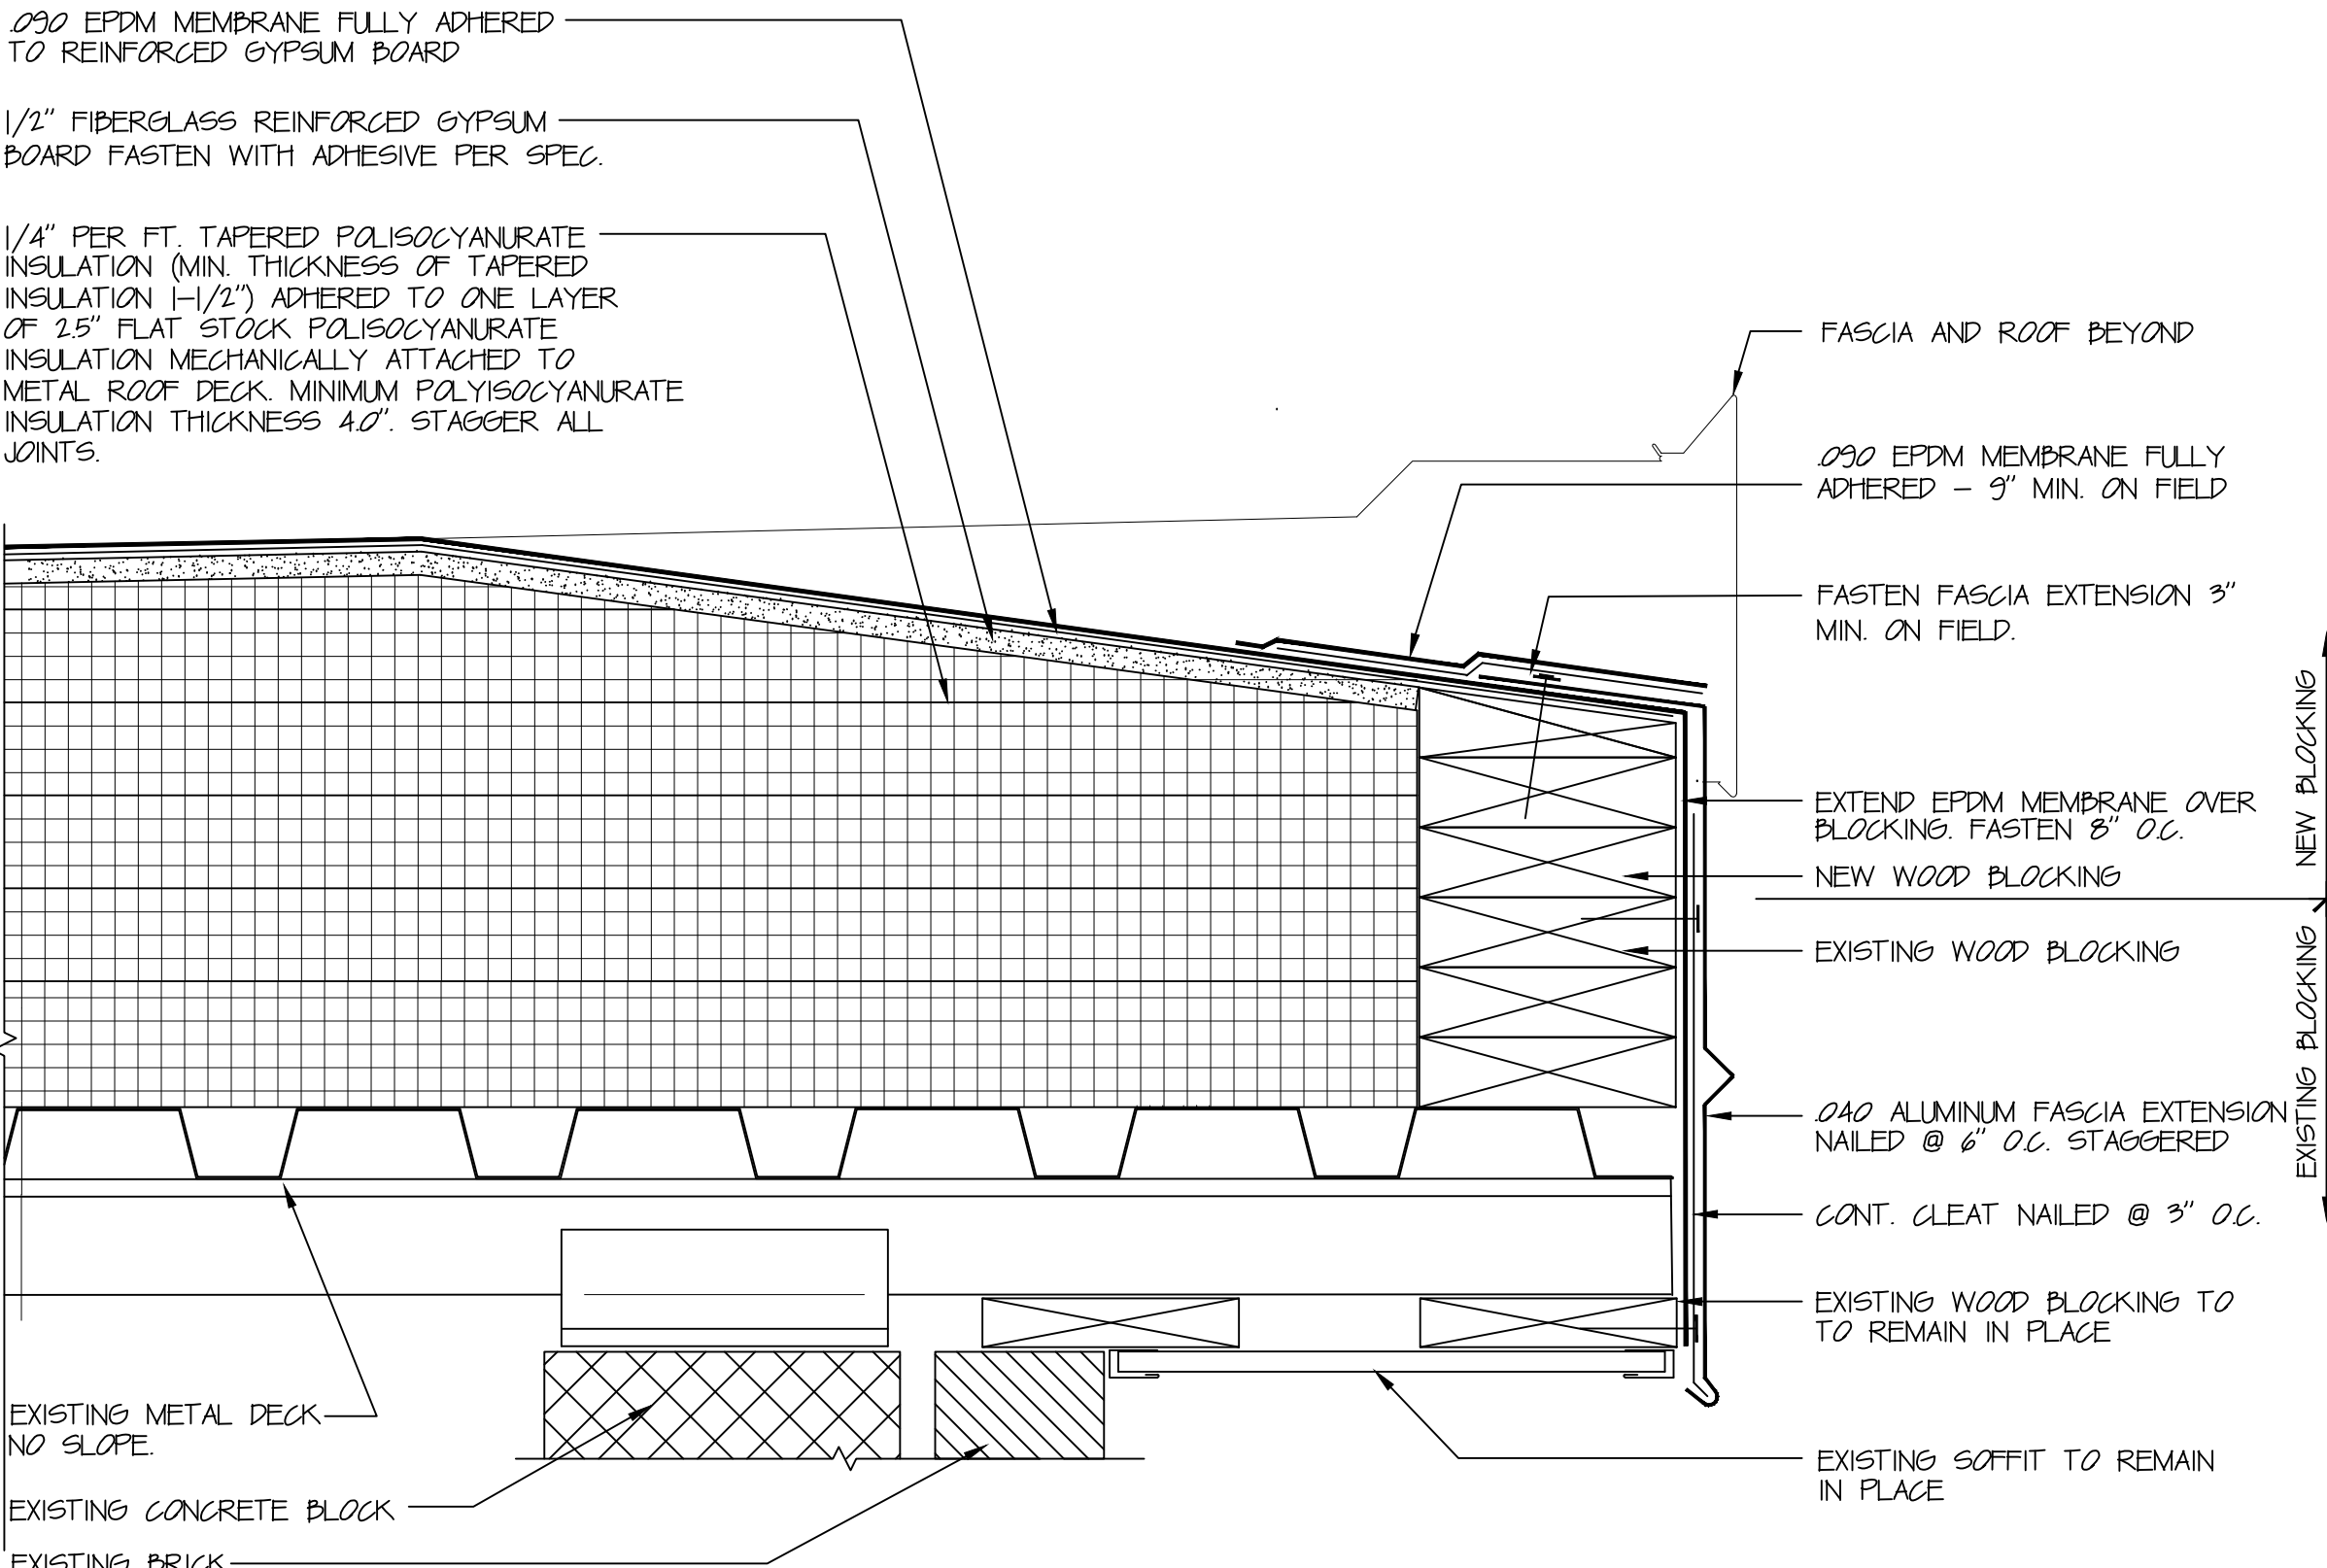 .090 EPDM MEMBRANE FULLY ADHERED
TO REINFORCED GYPSUM BOARD
1/2" FIBERGLASS REINFORCED GYPSUM
BOARD FASTEN WITH ADHESIVE PER SPEC.
1/4" PER FT. TAPERED POLISOCYANURATE
INSULATION (MIN. THICKNESS OF TAPERED
INSULATION 1-1/2") ADHERED TO ONE LAYER
OF 2.5" FLAT STOCK POLISOCYANURATE
INSULATION MECHANICALLY ATTACHED TO
METAL ROOF DECK. MINIMUM POLYISOCYANURATE
INSULATION THICKNESS 4.0". STAGGER ALL
JOINTS.
FASCIA AND ROOF BEYOND
.090 EPDM MEMBRANE FULLY
ADHERED - 9" MIN. ON FIELD
FASTEN FASCIA EXTENSION 3"
MIN. ON FIELD.
EXTEND EPDM MEMBRANE OVER
BLOCKING. FASTEN 8" O.C.
NEW WOOD BLOCKING
EXISTING WOOD BLOCKING
.040 ALUMINUM FASCIA EXTENSION
NAILED @ 6" O.C. STAGGERED
CONT. CLEAT NAILED @ 3" O.C.
EXISTING WOOD BLOCKING TO
TO REMAIN IN PLACE
EXISTING SOFFIT TO REMAIN
IN PLACE
NEW BLOCKING
EXISTING BLOCKING
EXISTING METAL DECK
NO SLOPE.
EXISTING CONCRETE BLOCK
EXISTING BRICK